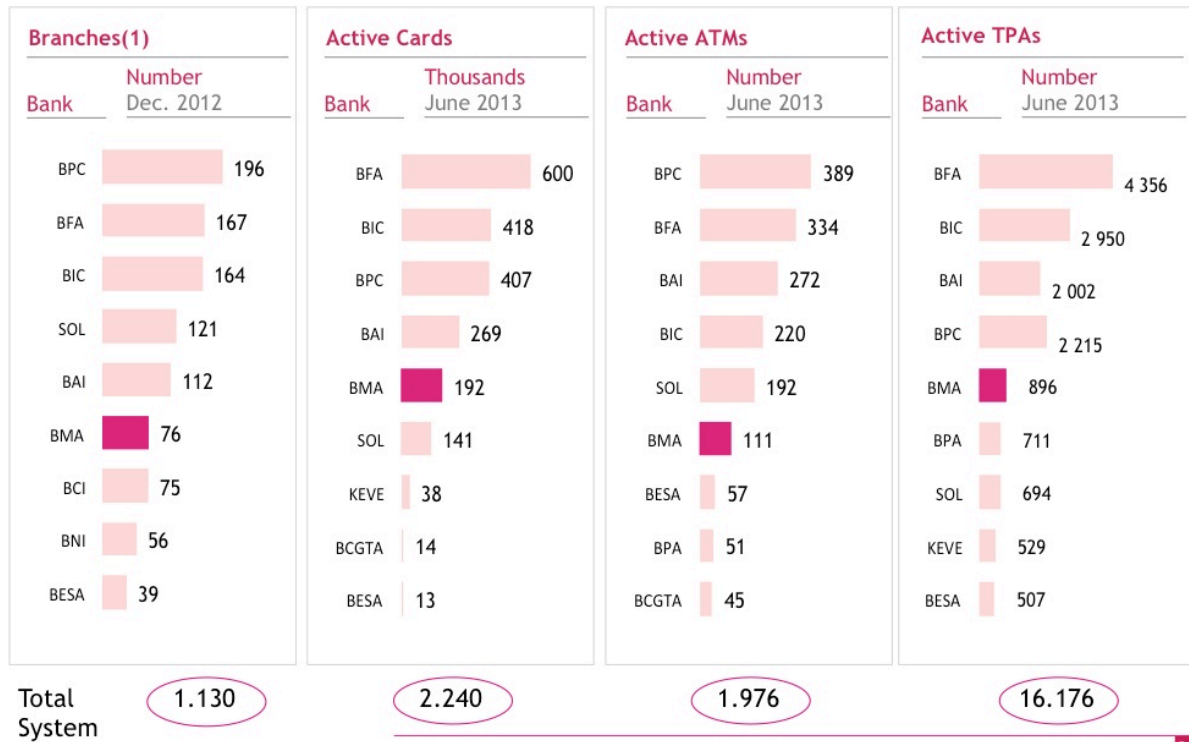 Branches(1)
Number
Bank Dec. 2012
BPC 196
BFA 167
BIC 164
SOL 121
BAI 112
BMA 76
BCI 75
BNI 56
BESA 39
Active Cards
Thousands
Bank June 2013
BFA 600
BIC 418
BPC 407
BAI 269
BMA 192
SOL 141
KEVE 38
BCGTA 14
BESA 13
Active ATMs
Number
Bank June 2013
BPC 389
BFA 334
BAI 272
BIC 220
SOL 192
BMA 111
BESA 57
BPA 51
BCGTA 45
Active TPAs
Number
Bank June 2013
BFA 4 356
BIC 2 950
BAI 2 002
BPC 2 215
BMA 896
BPA 711
SOL 694
KEVE 529
BESA 507
Total 1.130 2.240 1.976 16.176
System